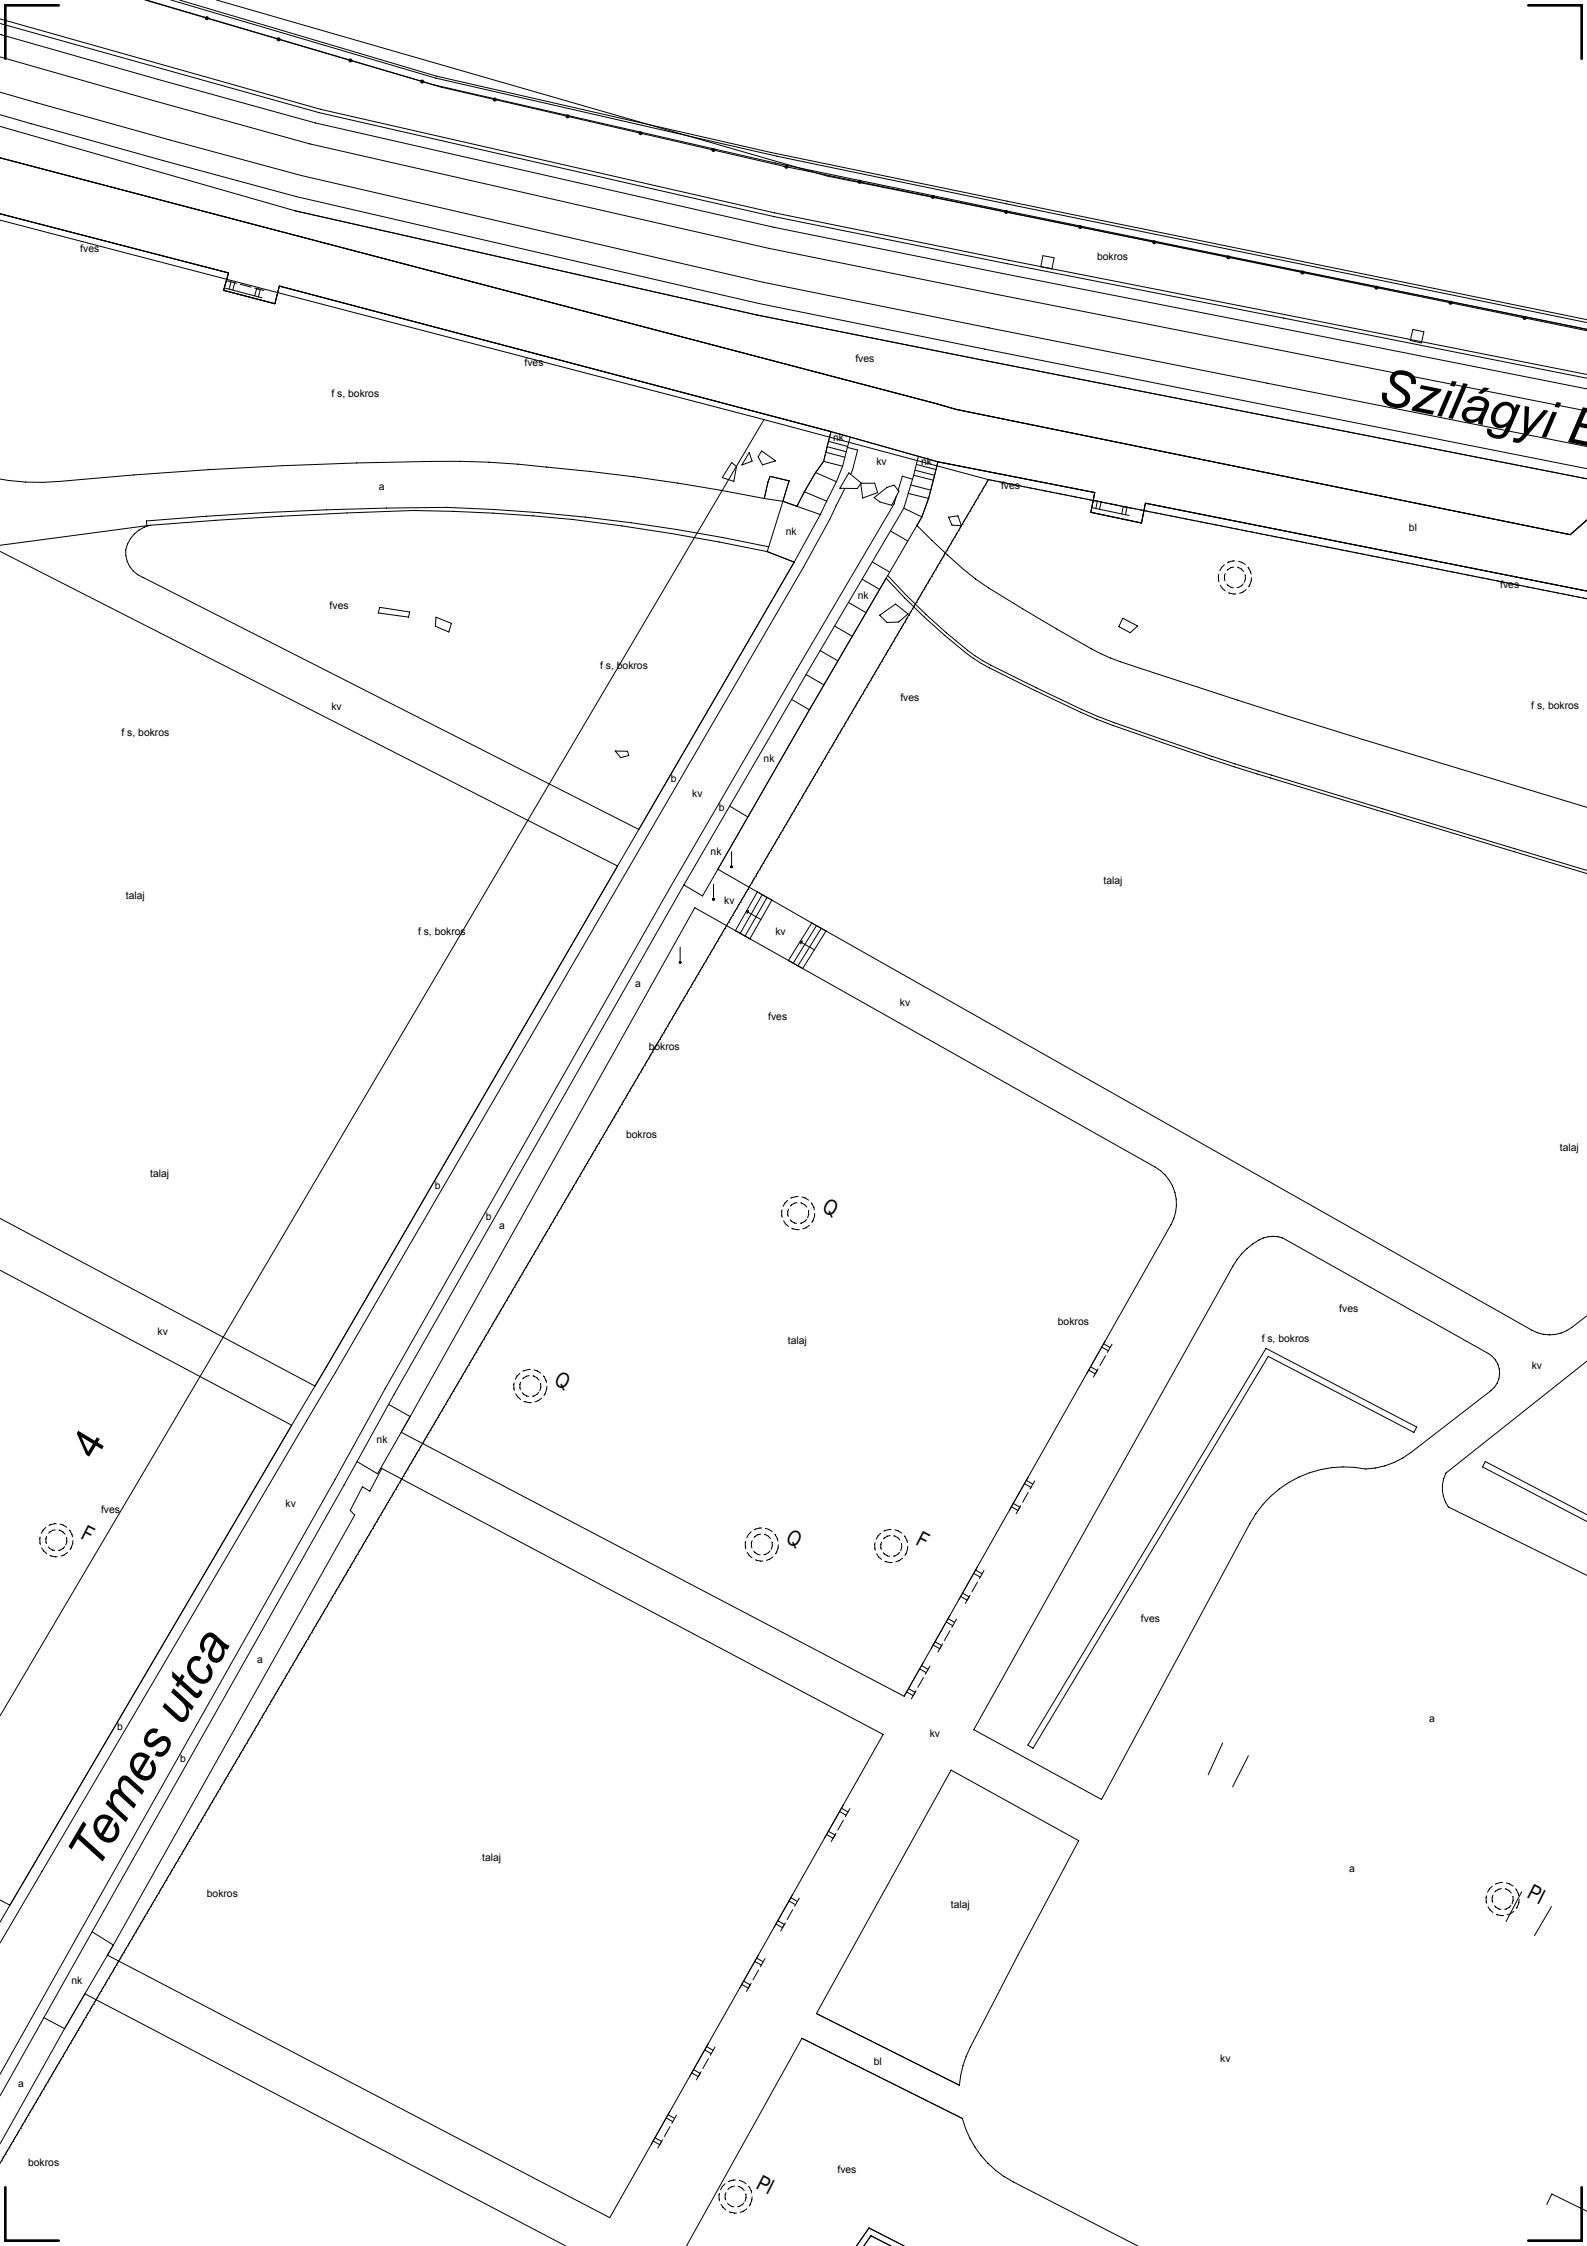 fves
bokros
fves
fves
f s, bokros
Szilágyi E
nk
kv
nk
a
fves
nk
bl
fves
nk
fves
f s, bokros
fves
f s, bokros
kv
f s, bokros
nk
b
kv
b
nk
talaj
talaj
kv
f s, bokros
kv
a
kv
fves
bokros
bokros
talaj
talaj
b
Q
b
a
fves
bokros
kv
f s, bokros
talaj
kv
Q
4
nk
kv
fves
F
Q
F
fves
a
Temes utca
a
b
kv
b
talaj
a
bokros
Pl
talaj
nk
kv
bl
a
bokros
fves
Pl